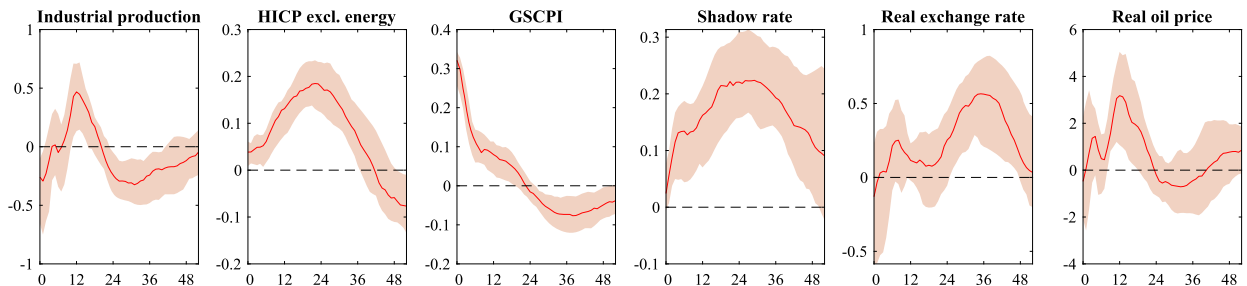 Industrial production
1
0.5
0
-0.5
-1
0 12 24 36 48
HICP excl. energy
0.3
0.2
0.1
0
-0.1
-0.2
0 12 24 36 48
GSCPI
0.4
0.3
0.2
0.1
0
-0.1
-0.2
0 12 24 36 48
Shadow rate
0.3
0.2
0.1
0
-0.1
0 12 24 36 48
Real exchange rate
1
0.5
0
-0.5
0 12 24 36 48
Real oil price
6
4
2
0
-2
-4
0 12 24 36 48